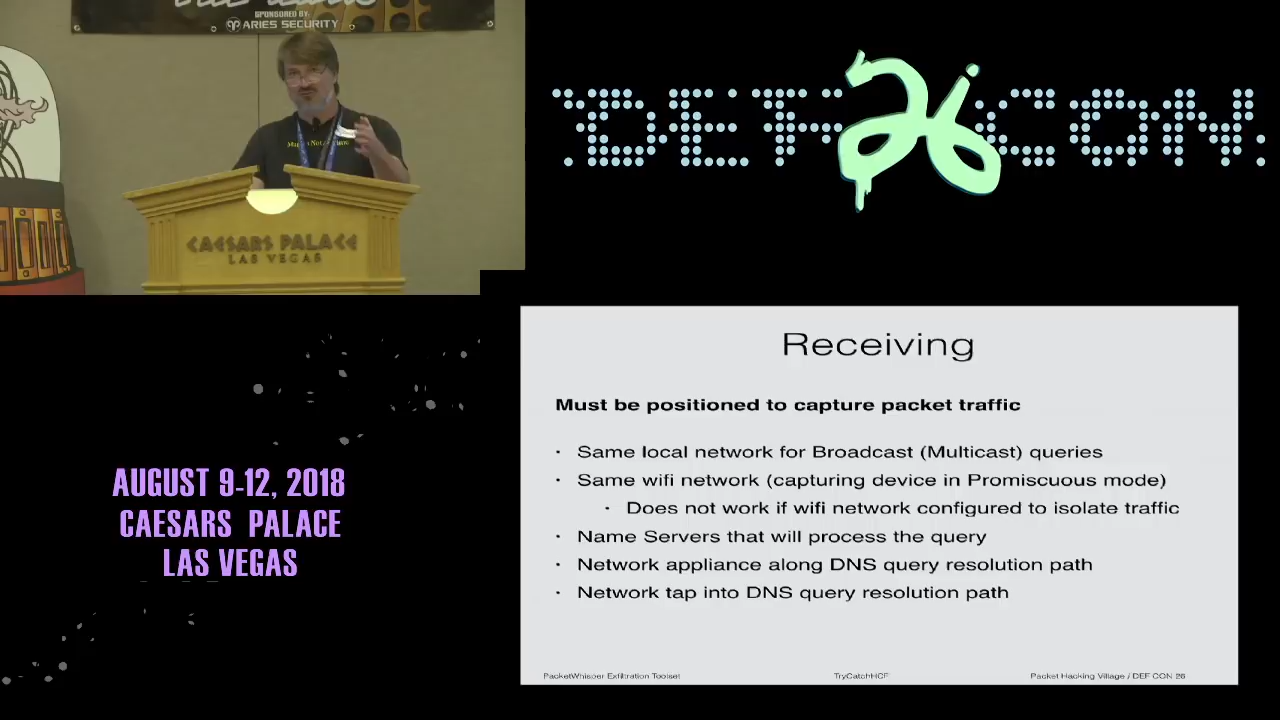 SPONSORED BY:
ARIES SECURITY
CAESARS PALACE
LAS VEGAS
DEF 26 CON
AUGUST 9-12, 2018
CAESARS PALACE
LAS VEGAS
Receiving
Must be positioned to capture packet traffic
· Same local network for Broadcast (Multicast) queries
· Same wifi network (capturing device in Promiscuous mode)
· Does not work if wifi network configured to isolate traffic
· Name Servers that will process the query
· Network appliance along DNS query resolution path
· Network tap into DNS query resolution path
PacketWhisper Exfiltration Toolset TryCatchHCF Packet Hacking Village / DEF CON 26